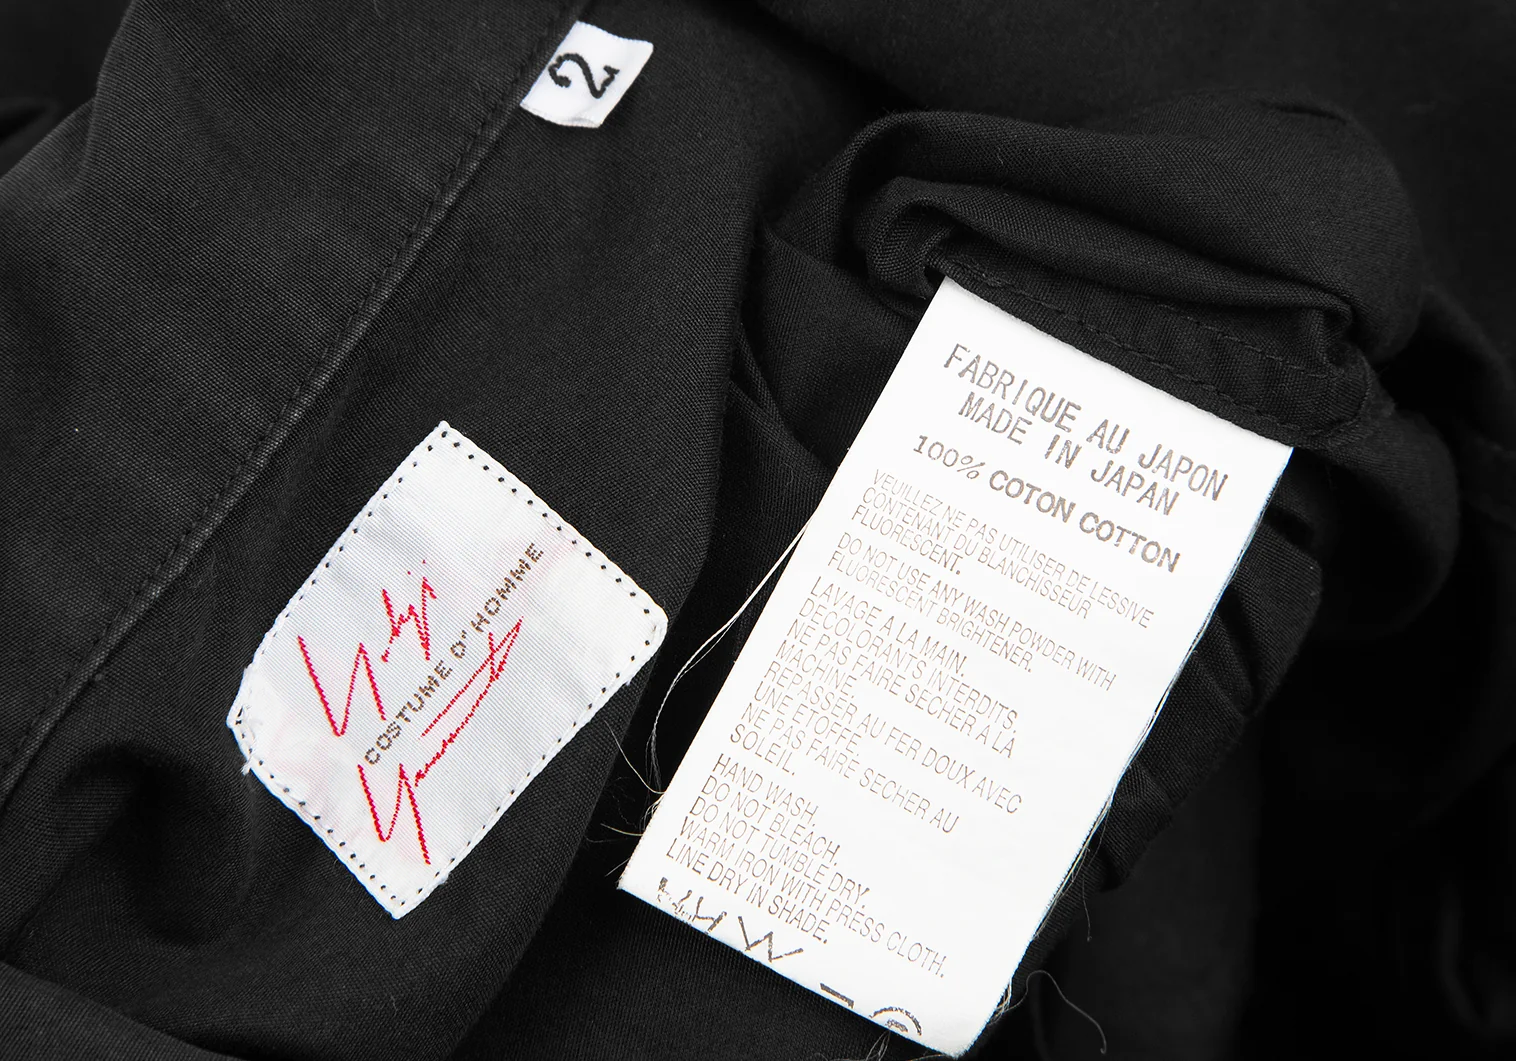 2
Yohji
COSTUME D'HOMME
Yamamoto
FABRIQUE AU JAPON
MADE IN JAPAN
100% COTON COTTON
VEUILLEZ NE PAS UTILISER DE LESSIVE
CONTENANT DU BLANCHISSEUR
FLUORESCENT.
DO NOT USE ANY WASH POWDER WITH
FLUORESCENT BRIGHTENER.
LAVAGE A LA MAIN.
DECOLORANTS INTERDITS.
NE PAS FAIRE SECHER A LA
MACHINE.
REPASSER AU FER DOUX AVEC
UNE ETOFFE.
NE PAS FAIRE SECHER AU
SOLEIL.
HAND WASH.
DO NOT BLEACH.
DO NOT TUMBLE DRY.
WARM IRON WITH PRESS CLOTH.
LINE DRY IN SHADE.